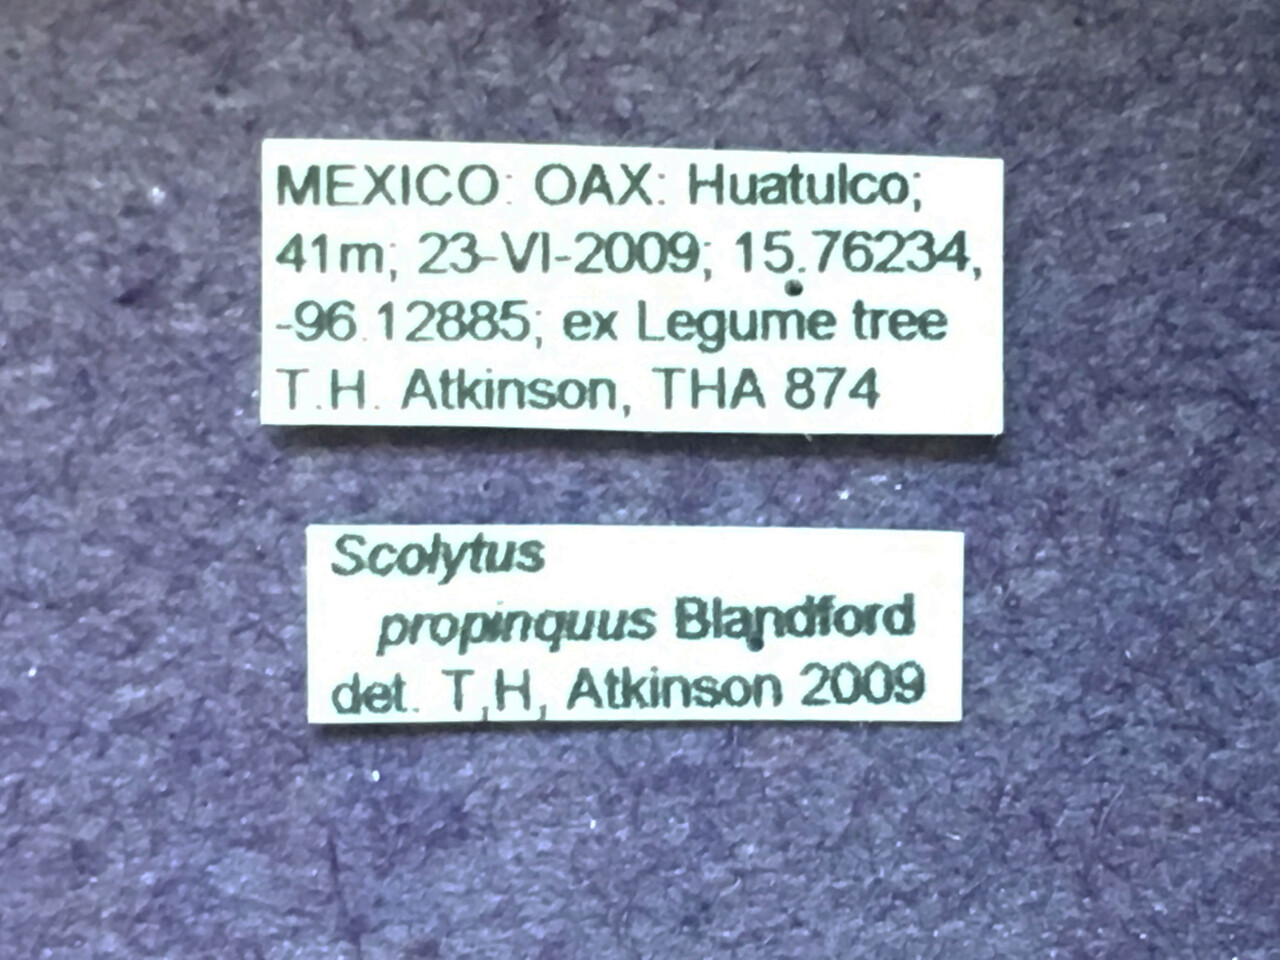 MEXICO: OAX: Huatulco;
41m; 23-VI-2009; 15.76234,
-96.12885; ex Legume tree
T.H. Atkinson, THA 874
Scolytus
propinquus Blandford
det. T,H, Atkinson 2009